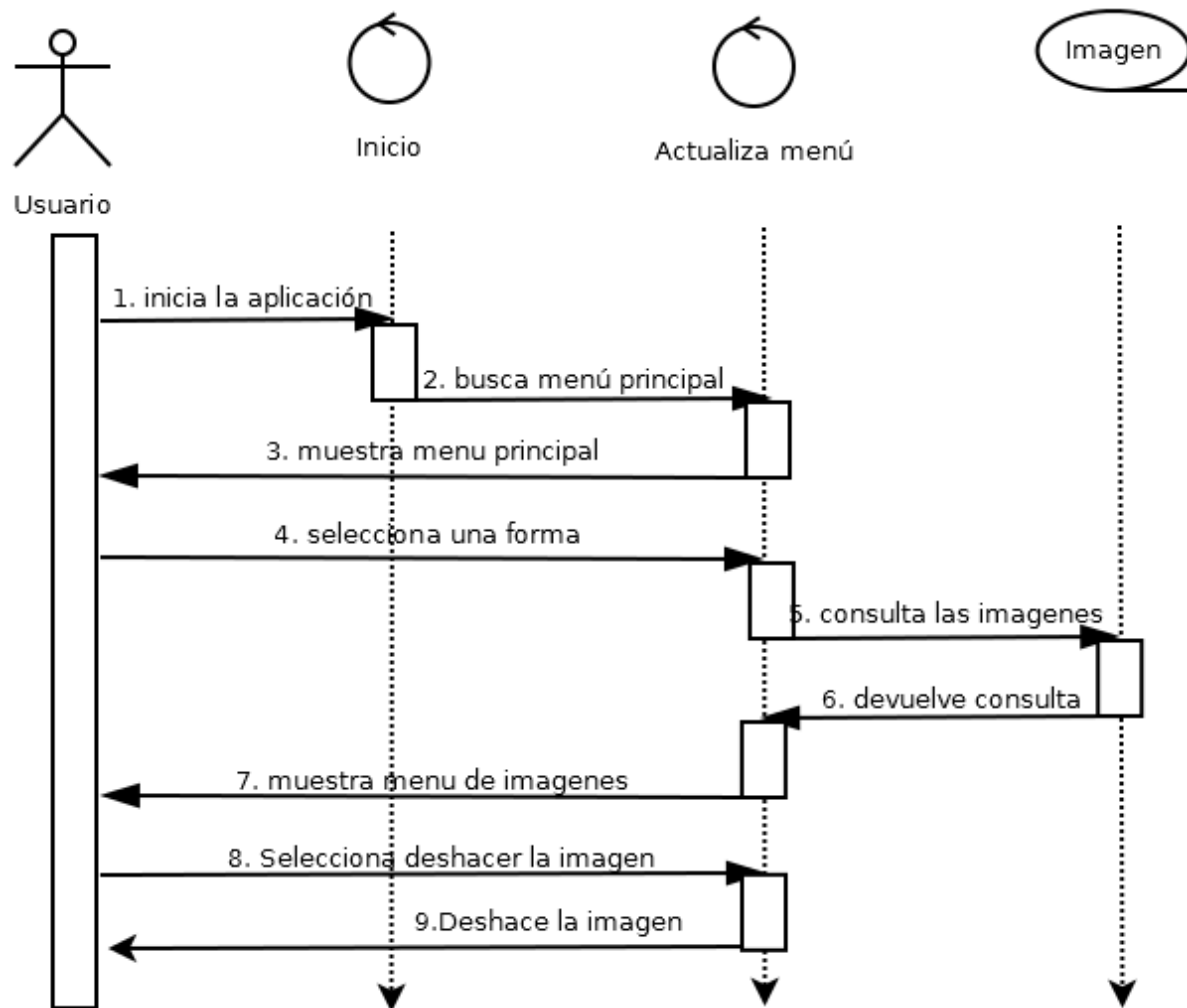 Imagen
Inicio
Actualiza menú
Usuario
1. inicia la aplicación
2. busca menú principal
3. muestra menu principal
4. selecciona una forma
5. consulta las imagenes
6. devuelve consulta
7. muestra menu de imagenes
8. Selecciona deshacer la imagen
9.Deshace la imagen